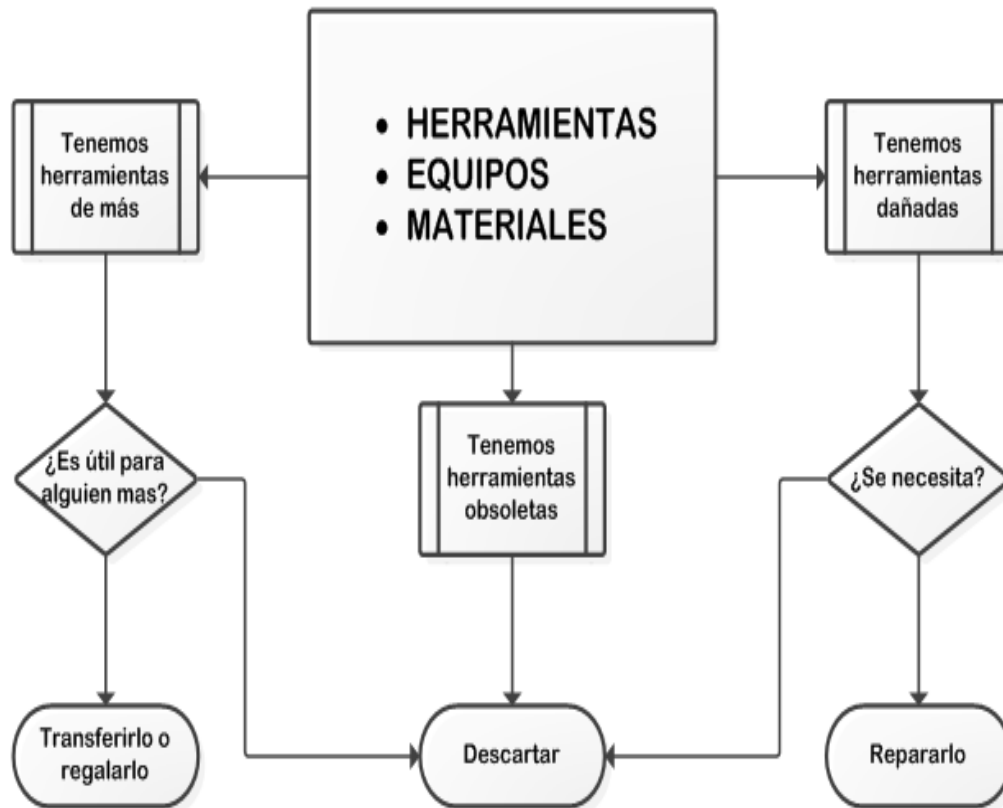 • HERRAMIENTAS
• EQUIPOS
• MATERIALES
Tenemos
herramientas
de más
Tenemos
herramientas
dañadas
Tenemos
herramientas
obsoletas
¿Es útil para
alguien mas?
¿Se necesita?
Transferirlo o
regalarlo
Descartar
Repararlo